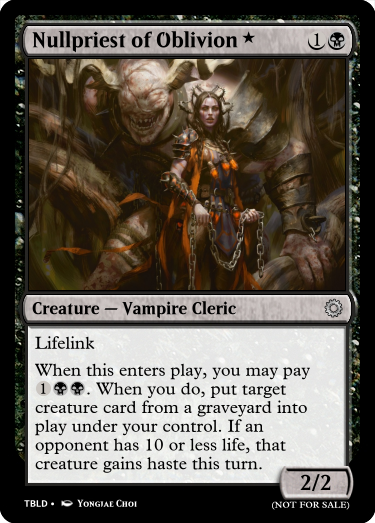 Nullpriest of Oblivion ★ 1
Creature — Vampire Cleric
Lifelink
When this enters play, you may pay
1. When you do, put target
creature card from a graveyard into
play under your control. If an
opponent has 10 or less life, that
creature gains haste this turn.
2/2
TBLD • Yongjae Choi
(NOT FOR SALE)